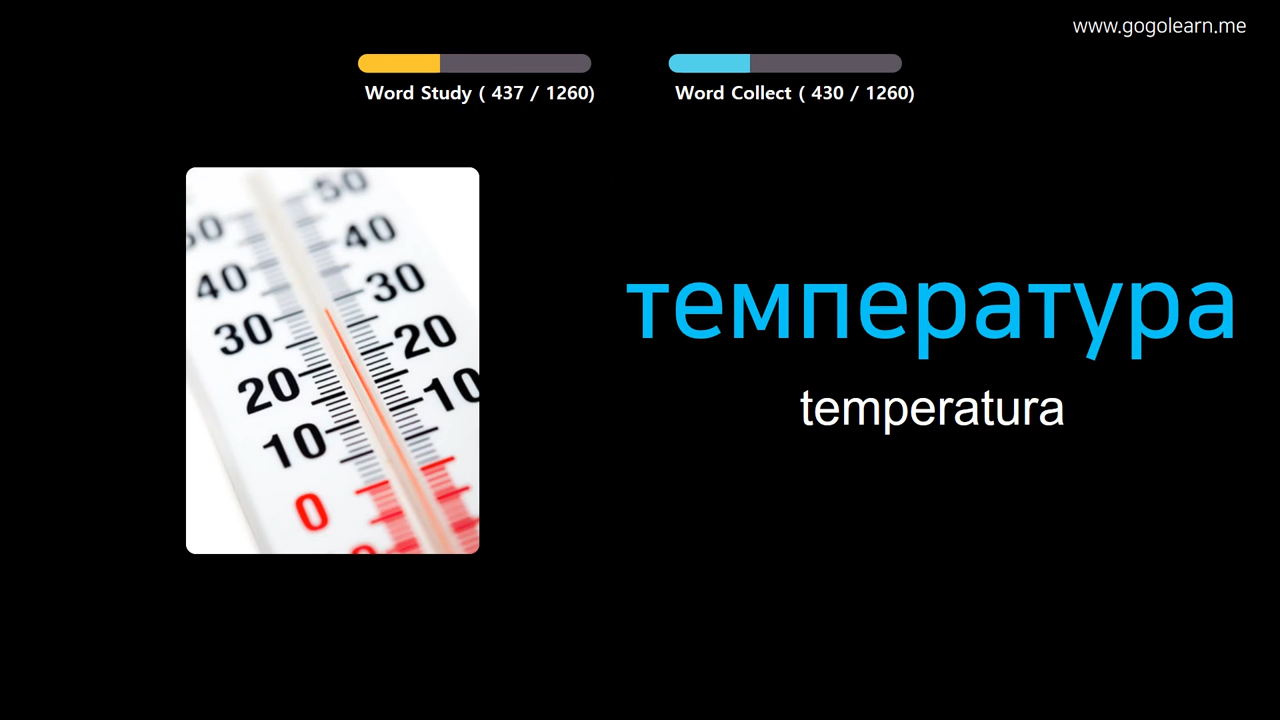 www.gogolearn.me
Word Study ( 437 / 1260)
Word Collect ( 430 / 1260)
50
50
40
40
30
30
20
20
10
10
0
температура
temperatura